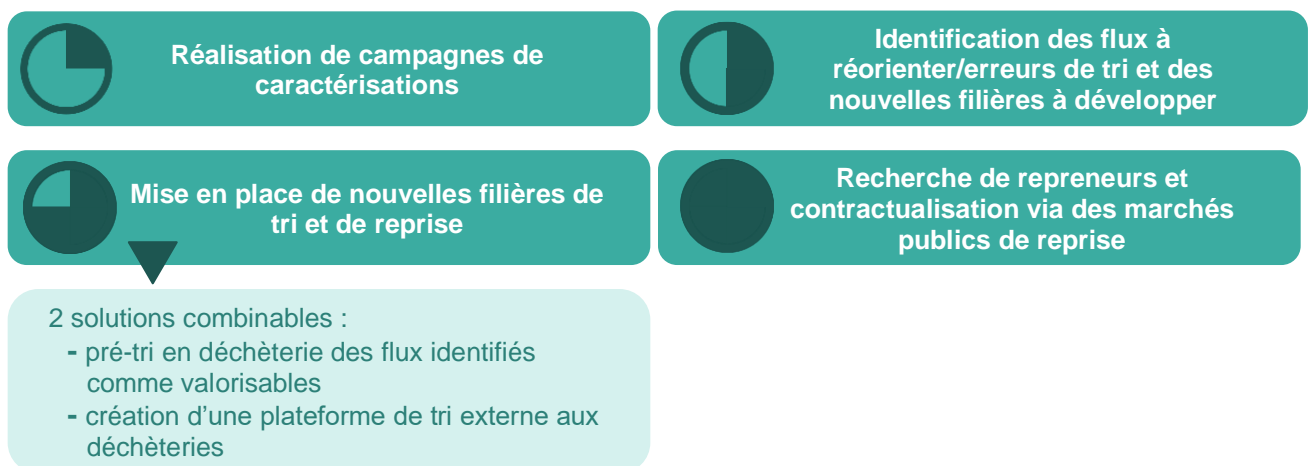 Réalisation de campagnes de
caractérisations
Identification des flux à
réorienter/erreurs de tri et des
nouvelles filières à développer
Mise en place de nouvelles filières de
tri et de reprise
Recherche de repreneurs et
contractualisation via des marchés
publics de reprise
2 solutions combinables :
- pré-tri en déchèterie des flux identifiés
comme valorisables
- création d’une plateforme de tri externe aux
déchèteries